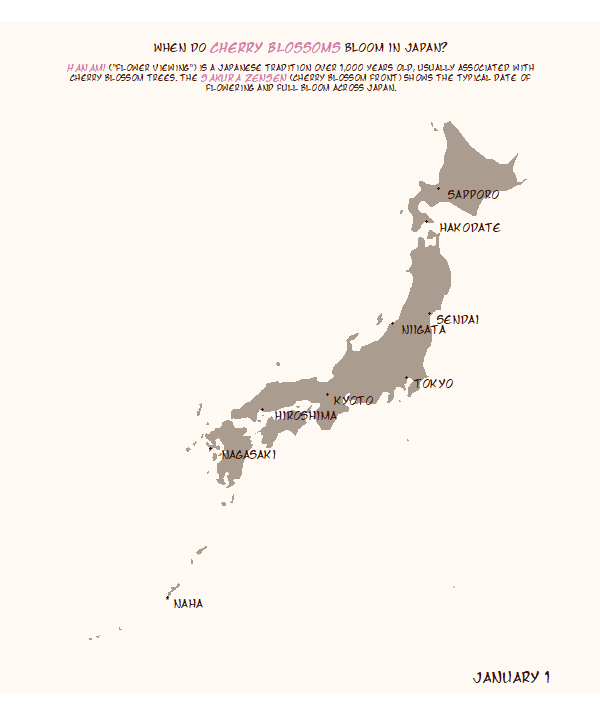 WHEN DO CHERRY BLOSSOMS BLOOM IN JAPAN?
HANAMI ("FLOWER VIEWING") IS A JAPANESE TRADITION OVER 1,000 YEARS OLD, USUALLY ASSOCIATED WITH
CHERRY BLOSSOM TREES. THE SAKURA ZENSEN (CHERRY BLOSSOM FRONT) SHOWS THE TYPICAL DATE OF
FLOWERING AND FULL BLOOM ACROSS JAPAN.
SAPPORO
HAKODATE
SENDAI
NIIGATA
TOKYO
KYOTO
HIROSHIMA
NAGASAKI
NAHA
JANUARY 1